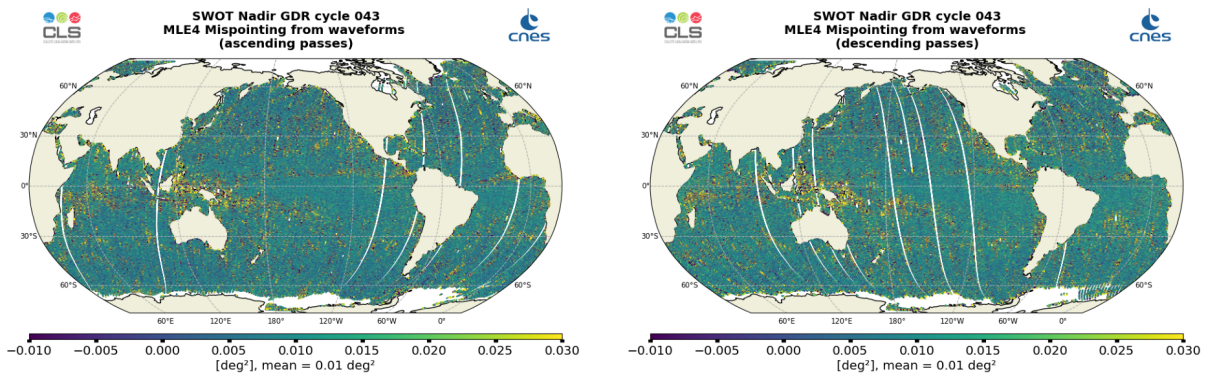 CLS
SWOT Nadir GDR cycle 043
MLE4 Mispointing from waveforms
(ascending passes)
cnes
60°N
60°N
30°N
30°N
0°
0°
30°S
30°S
60°S
60°S
60°E 120°E 180° 120°W 60°W 0°
−0.010 −0.005 0.000 0.005 0.010 0.015 0.020 0.025 0.030
[deg²], mean = 0.01 deg²
CLS
SWOT Nadir GDR cycle 043
MLE4 Mispointing from waveforms
(descending passes)
cnes
60°N
60°N
30°N
30°N
0°
0°
30°S
30°S
60°S
60°S
60°E 120°E 180° 120°W 60°W 0°
−0.010 −0.005 0.000 0.005 0.010 0.015 0.020 0.025 0.030
[deg²], mean = 0.01 deg²